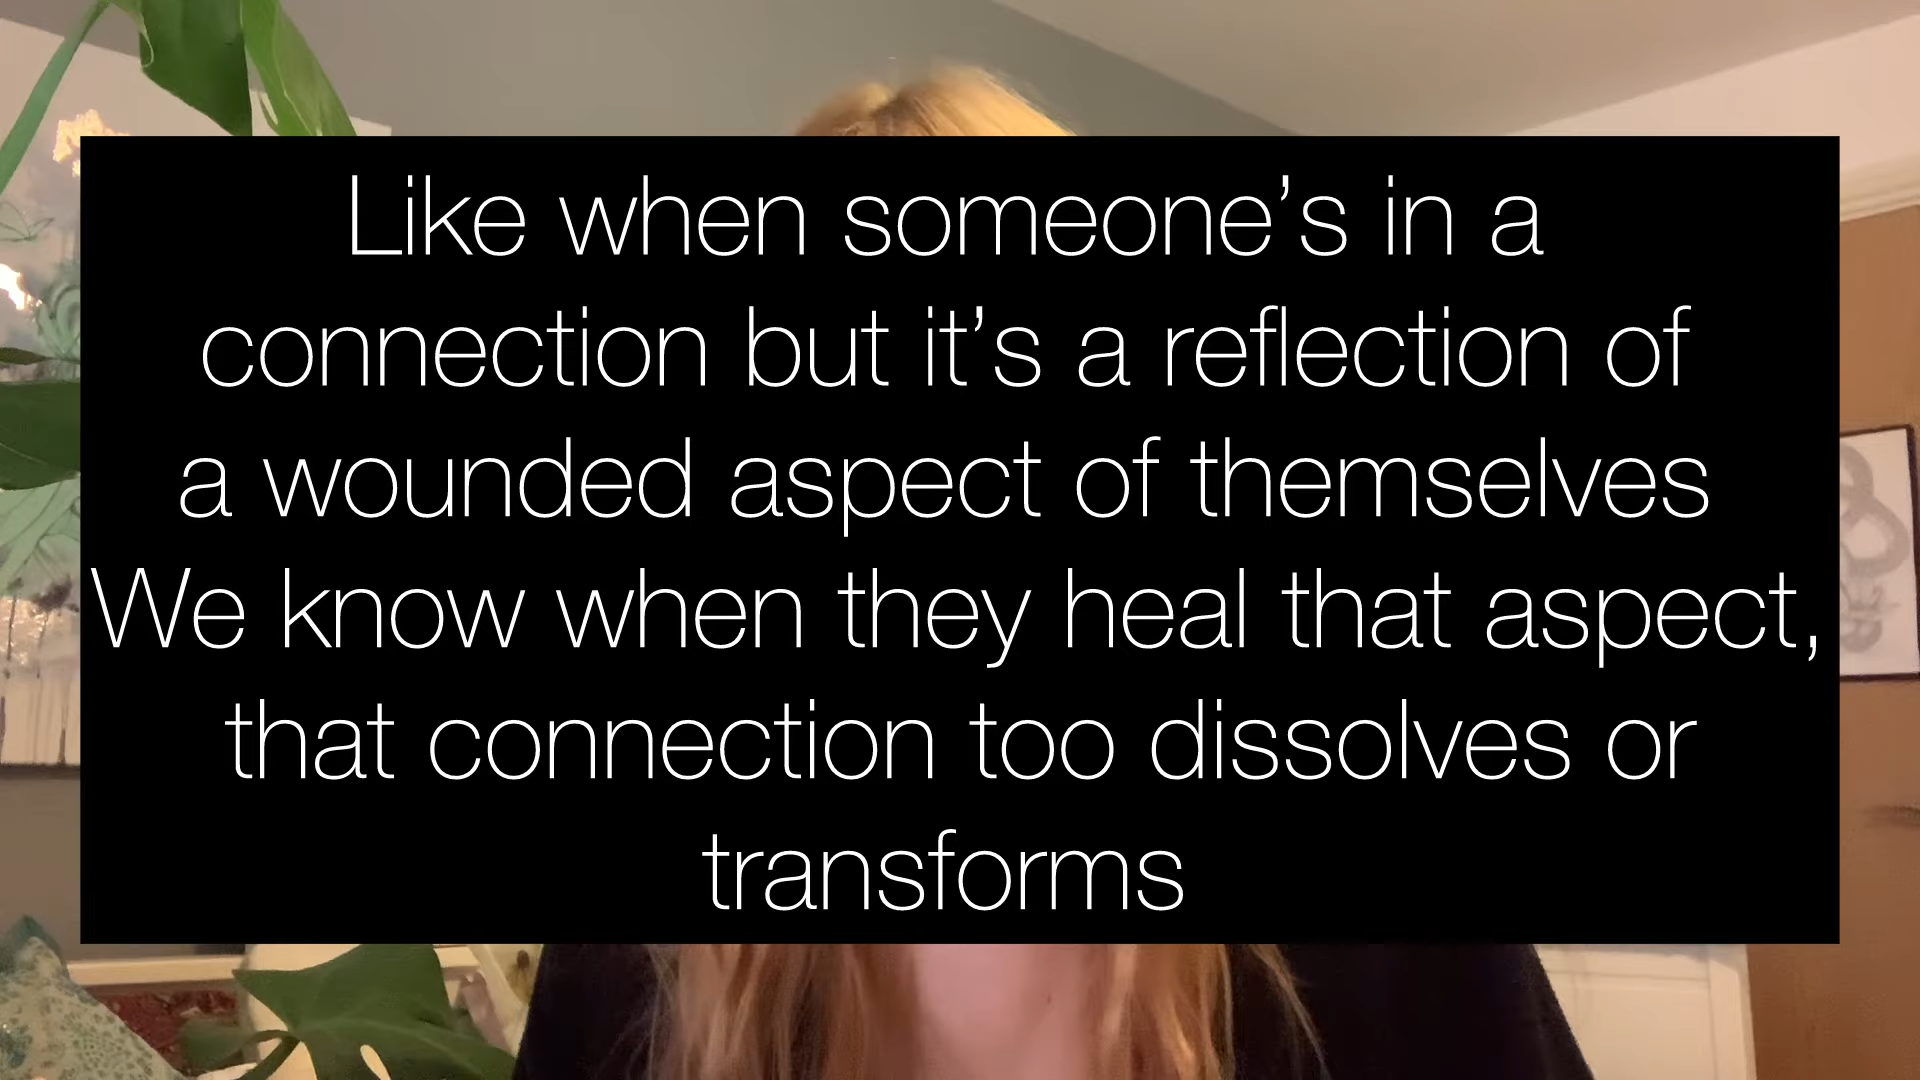 Like when someone’s in a
connection but it’s a reflection of
a wounded aspect of themselves
We know when they heal that aspect,
that connection too dissolves or
transforms